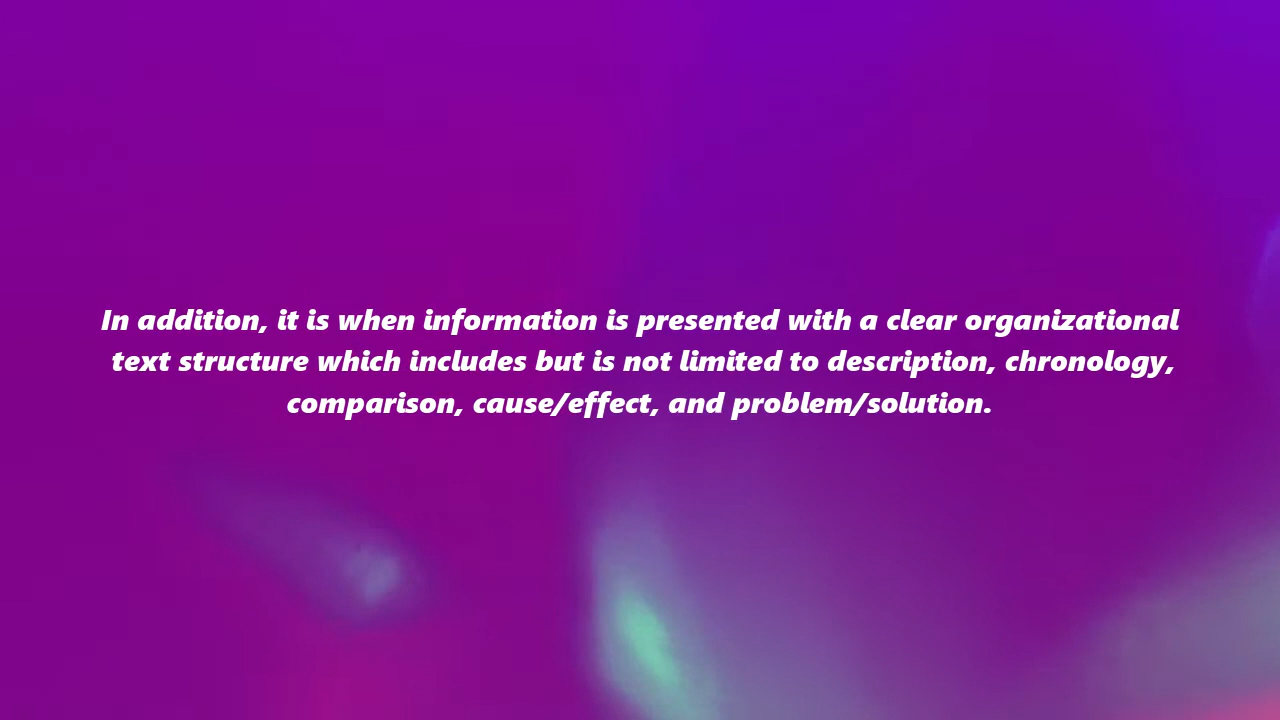 In addition, it is when information is presented with a clear organizational
text structure which includes but is not limited to description, chronology,
comparison, cause/effect, and problem/solution.